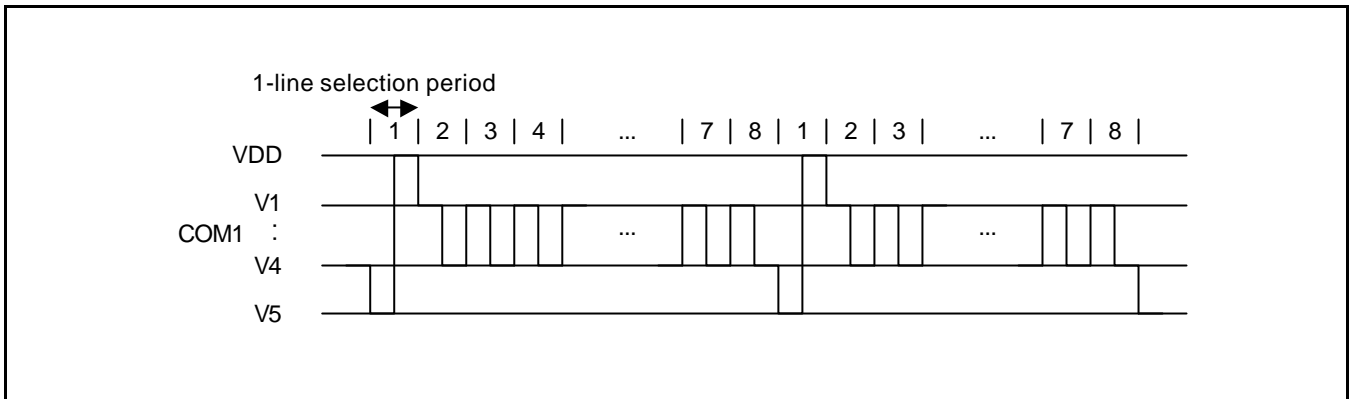 1-line selection period
| 1 | 2 | 3 | 4 | ... | 7 | 8 | 1 | 2 | 3 | ... | 7 | 8 |
VDD
V1
COM1 : ... ...
V4
V5